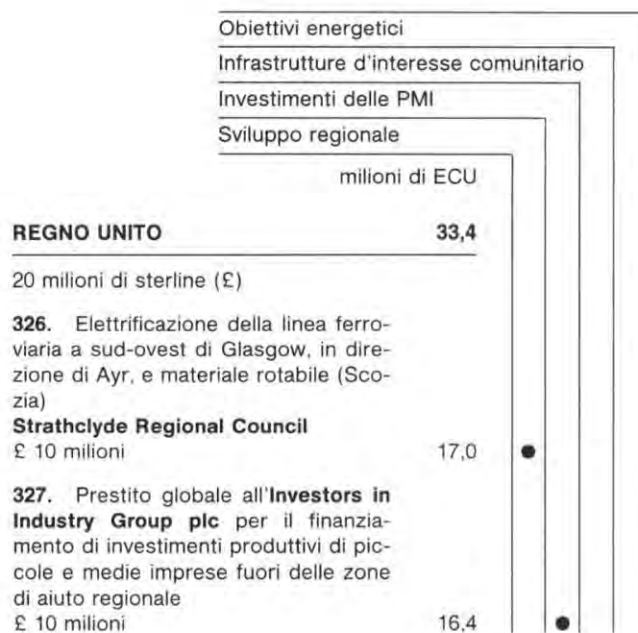 Obiettivi energetici
Infrastrutture d'interesse comunitario
Investimenti delle PMI
Sviluppo regionale
milioni di ECU
REGNO UNITO 33,4
20 milioni di sterline (£)
326. Elettrificazione della linea ferro-
viaria a sud-ovest di Glasgow, in dire-
zione di Ayr, e materiale rotabile (Sco-
zia)
Strathclyde Regional Council
£ 10 milioni 17,0 ●
327. Prestito globale all'Investors in
Industry Group plc per il finanzia-
mento di investimenti produttivi di pic-
cole e medie imprese fuori delle zone
di aiuto regionale
£ 10 milioni 16,4 ●